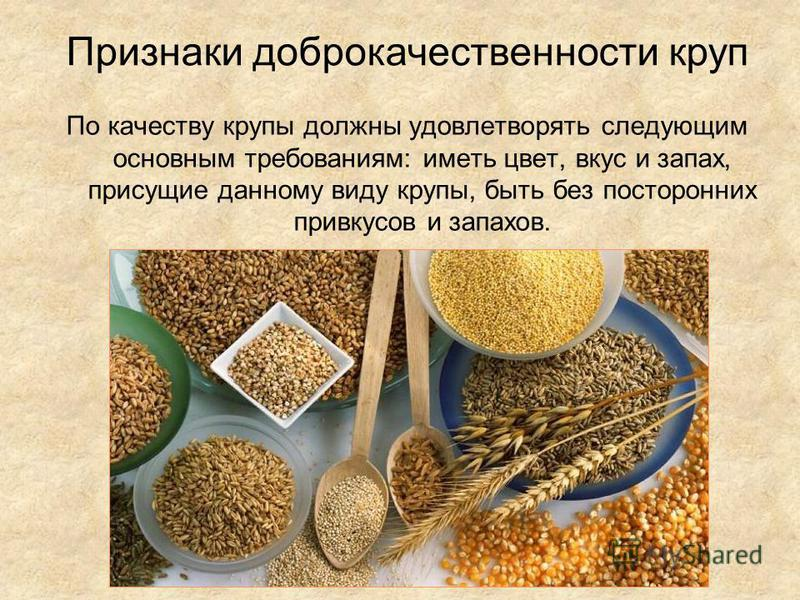 Признаки доброкачественности круп
По качеству крупы должны удовлетворять следующим
основным требованиям: иметь цвет, вкус и запах,
присущие данному виду крупы, быть без посторонних
привкусов и запахов.
MyShared